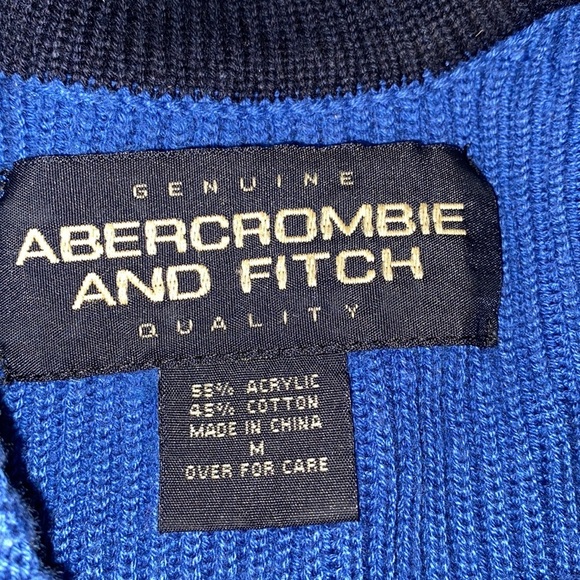 GENUINE
ABERCROMBIE
AND FITCH
QUALITY
55% ACRYLIC
45% COTTON
MADE IN CHINA
M
OVER FOR CARE